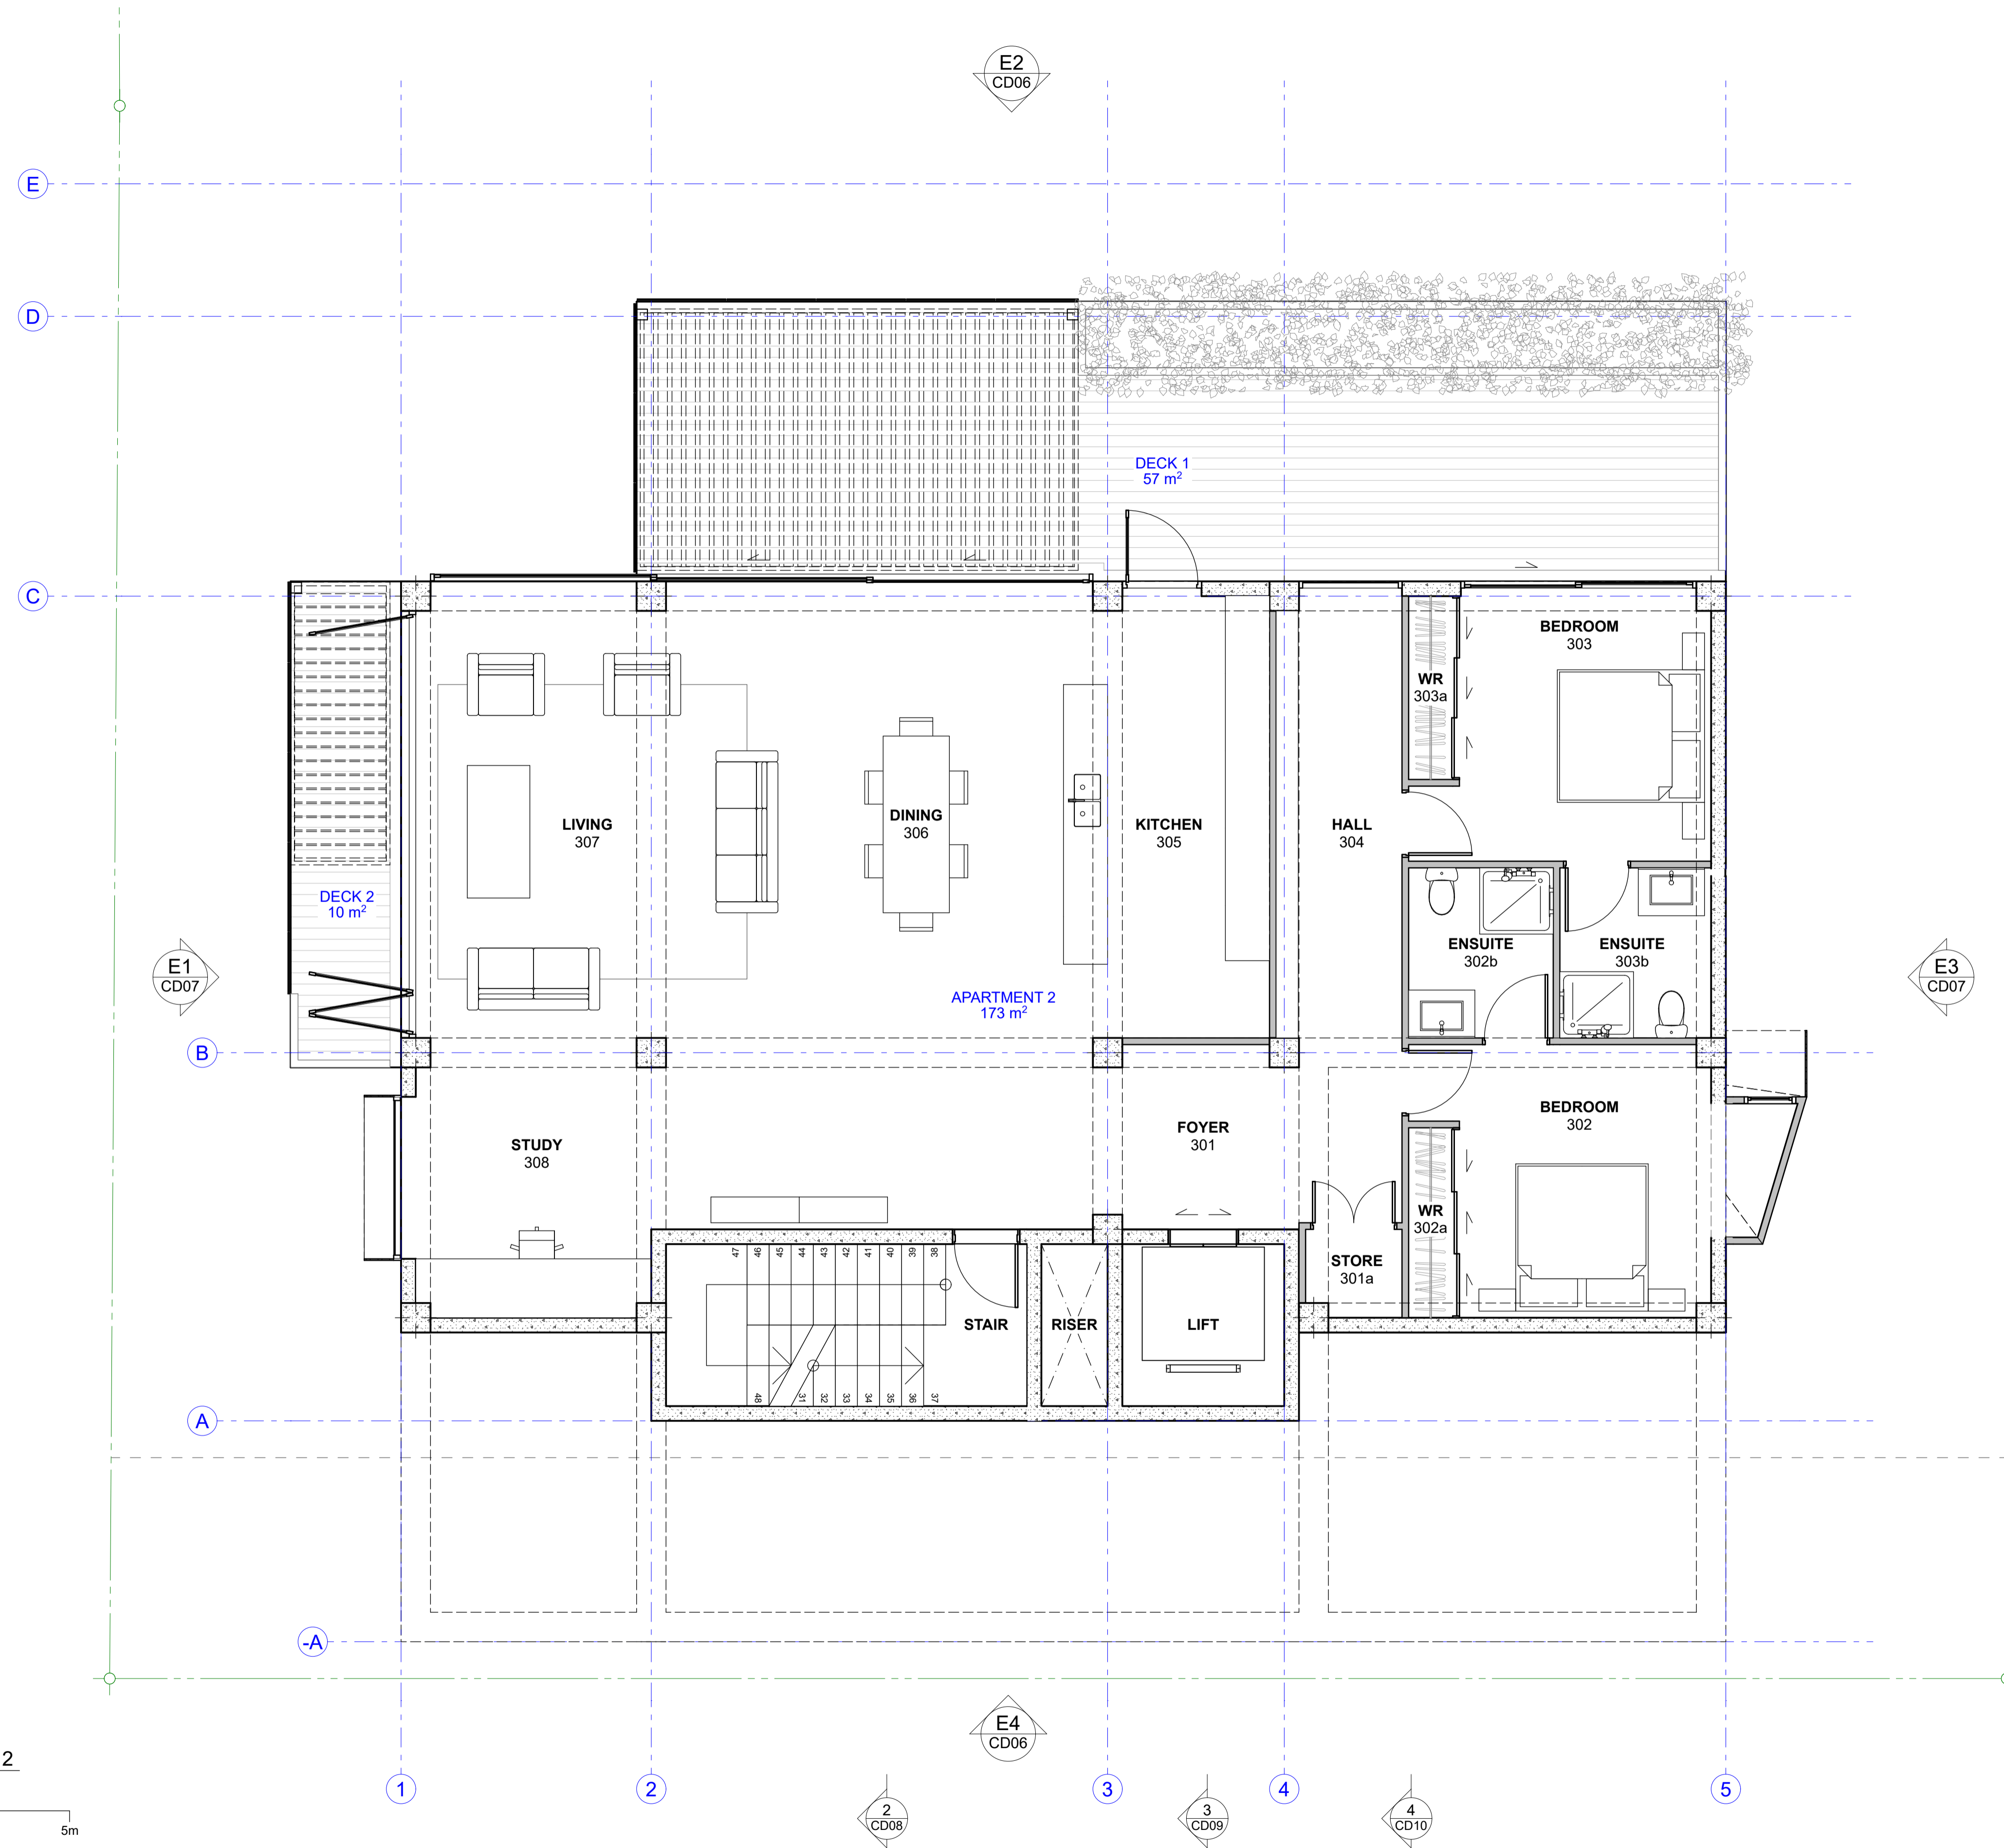 E2
CD06
E
D
DECK 1
57 m²
C
BEDROOM
303
WR
303a
LIVING
307
DINING
306
KITCHEN
305
HALL
304
DECK 2
10 m²
ENSUITE
302b
ENSUITE
303b
E1
CD07
E3
CD07
APARTMENT 2
173 m²
B
BEDROOM
302
FOYER
301
STUDY
308
WR
302a
STORE
301a
47 46 45 44 43 42 41 40 39 38
STAIR
RISER
LIFT
48 31 32 33 34 35 36 37
A
-A
E4
CD06
2
1
2
3
4
5
2
CD08
3
CD09
4
CD10
5m